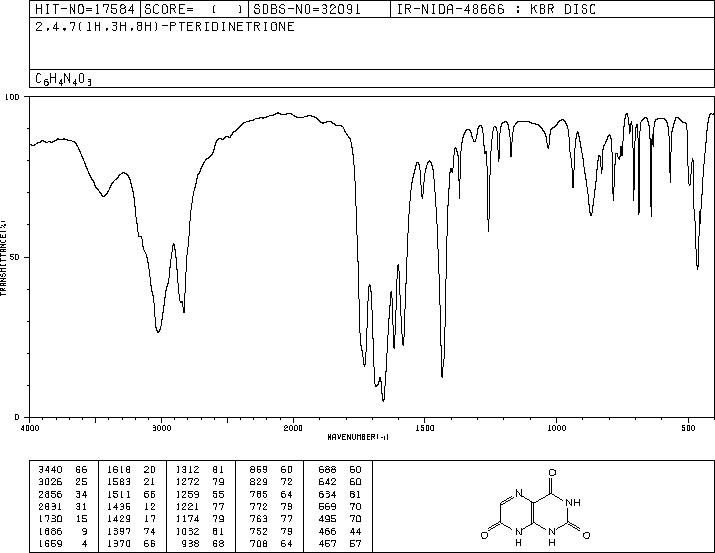 HIT-NO=17584 SCORE= ( ) SDBS-NO=32091 IR-NIDA-48666 : KBR DISC
2,4,7(1H,3H,8H)-PTERIDINETRIONE
C6H4N4O3
100
50
0
TRANSMITTANCE(%)
4000 3000 2000 1500 1000 500
WAVENUMBER(-1)
3440 66 1618 20 1312 81 869 60 688 60
3026 25 1583 21 1272 79 829 72 642 60
2856 34 1511 66 1259 55 785 64 634 81
2831 31 1436 12 1221 77 772 79 569 70
1730 15 1429 17 1174 79 763 77 495 70
1686 9 1397 74 1032 81 752 79 466 44
1659 4 1370 66 938 68 708 64 457 57
O
N
NH
O
N
H
NH
O